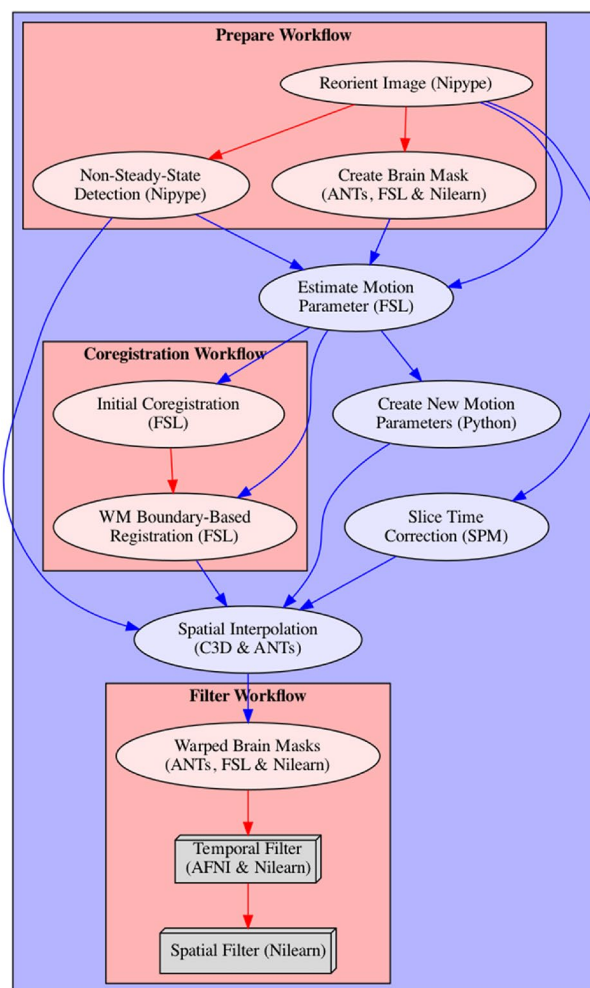 Prepare Workflow
Reorient Image (Nipype)
Non-Steady-State
Detection (Nipype)
Create Brain Mask
(ANTs, FSL & Nilearn)
Estimate Motion
Parameter (FSL)
Coregistration Workflow
Initial Coregistration
(FSL)
Create New Motion
Parameters (Python)
WM Boundary-Based
Registration (FSL)
Slice Time
Correction (SPM)
Spatial Interpolation
(C3D & ANTs)
Filter Workflow
Warped Brain Masks
(ANTs, FSL & Nilearn)
Temporal Filter
(AFNI & Nilearn)
Spatial Filter (Nilearn)